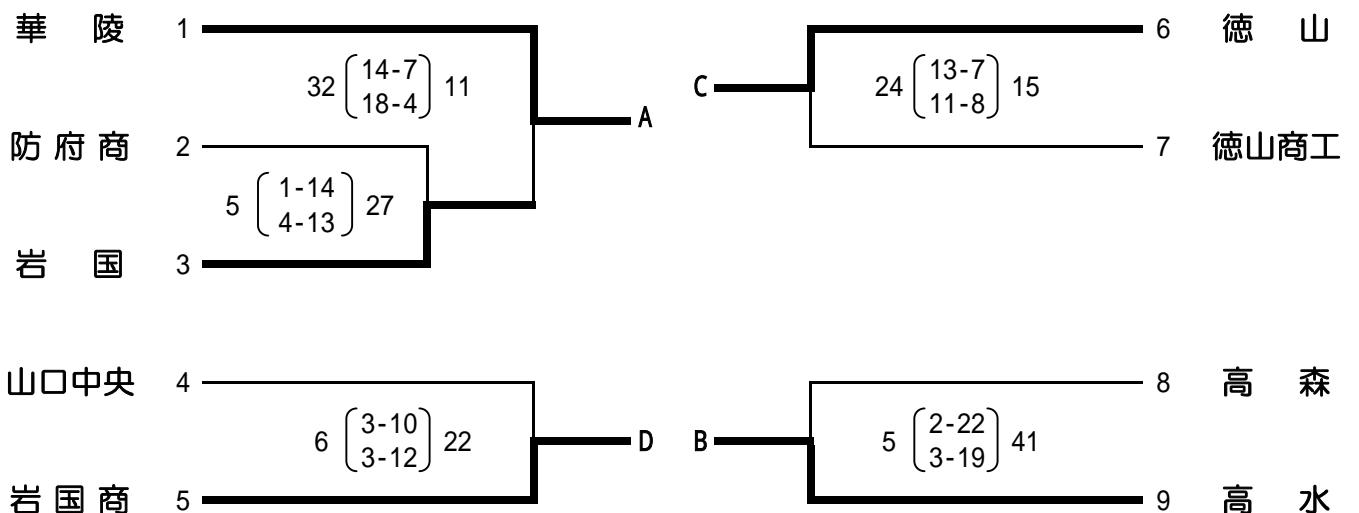 華 陵 1
32 14-7 11
18-4
A
防府商 2
5 1-14 27
4-13
岩 国 3
山口中央 4
6 3-10 22
3-12
D
岩国商 5
6 徳 山
C
24 13-7 15
11-8
7 徳山商工
8 高 森
B
5 2-22 41
3-19
9 高 水